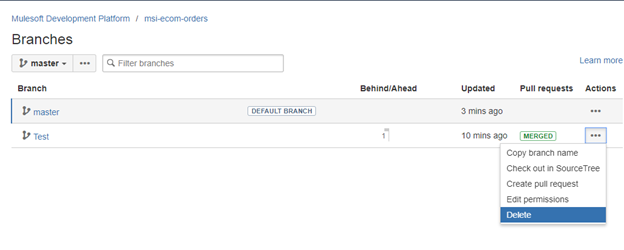 Mulesoft Development Platform / msi-ecom-orders
Branches
master
Filter branches
Learn more
Branch Behind/Ahead Updated Pull requests Actions
master DEFAULT BRANCH 3 mins ago
Test 1 10 mins ago MERGED
Copy branch name
Check out in SourceTree
Create pull request
Edit permissions
Delete